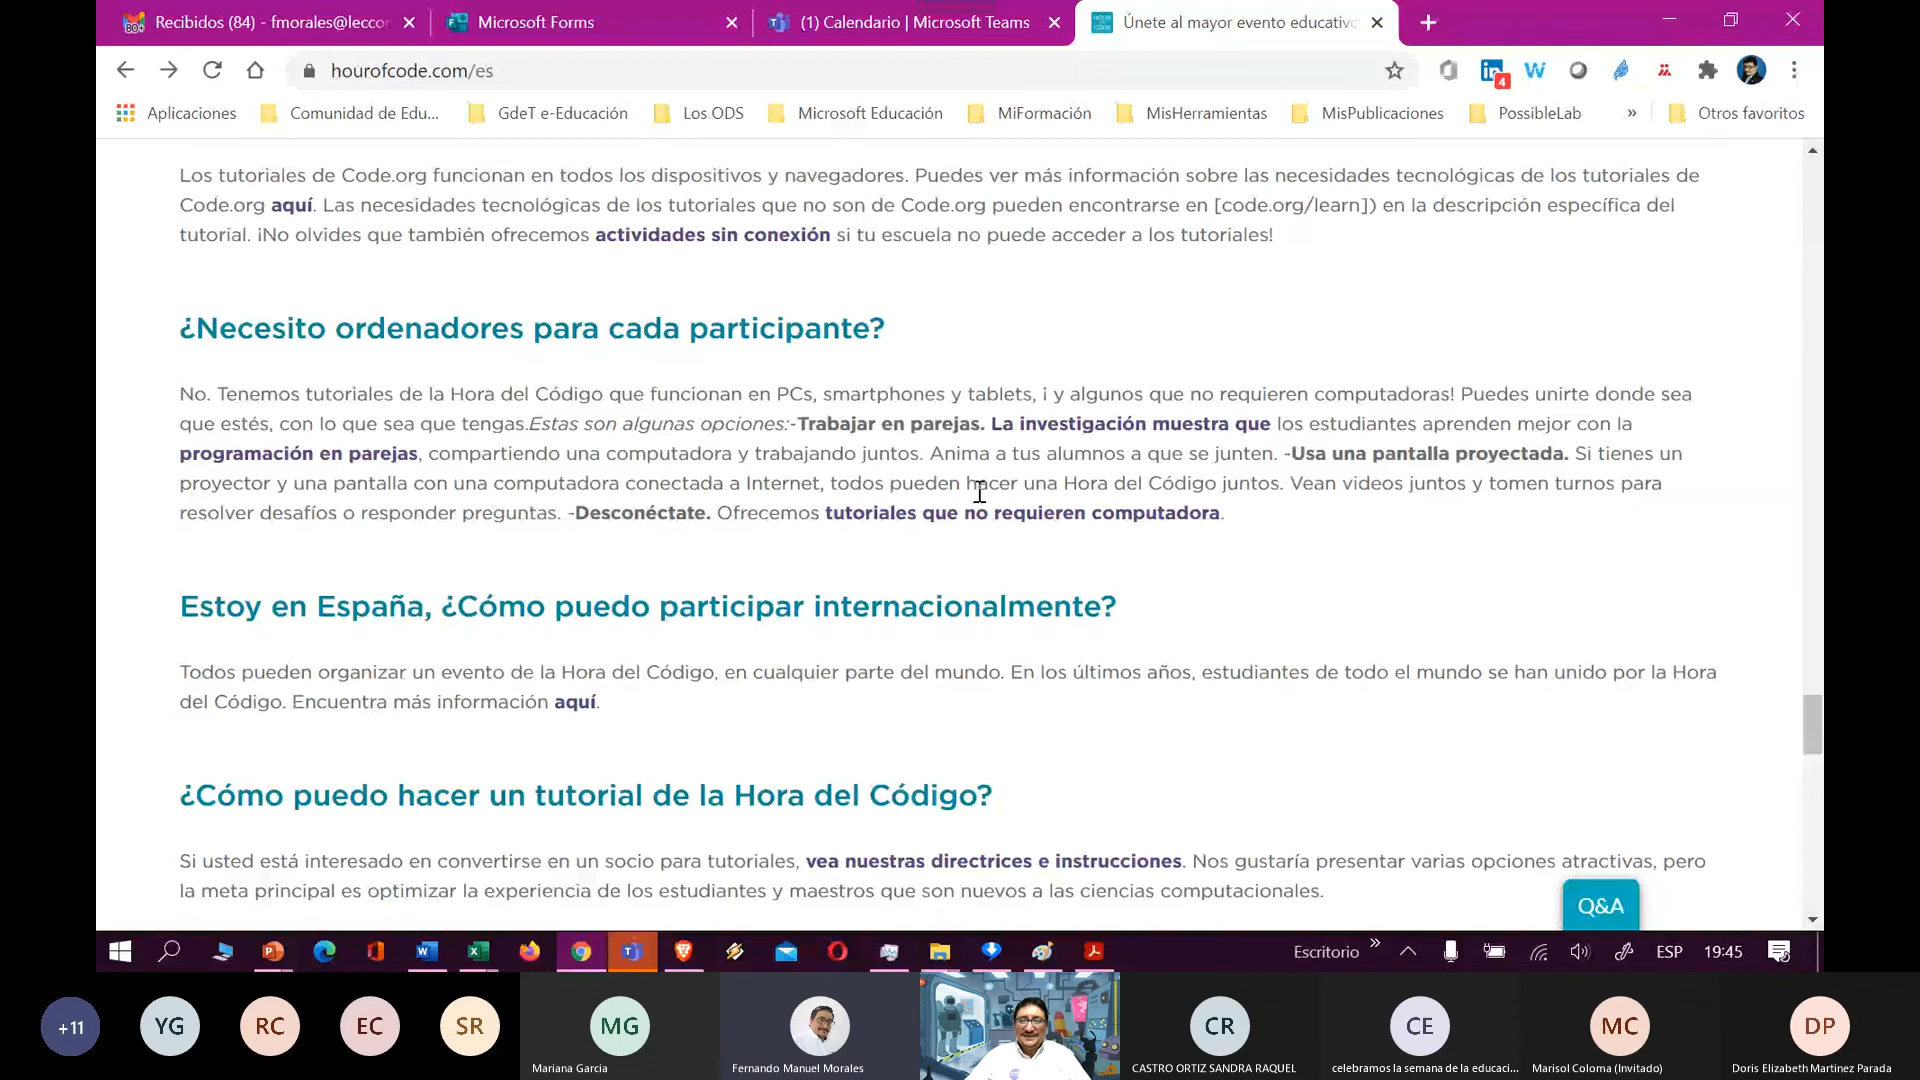 Recibidos (84) - fmorales@leccor
Microsoft Forms
(1) Calendario | Microsoft Teams
Únete al mayor evento educativo
hourofcode.com/es
4
Aplicaciones
Comunidad de Edu...
GdeT e-Educación
Los ODS
Microsoft Educación
MiFormación
MisHerramientas
MisPublicaciones
PossibleLab
»
Otros favoritos
Los tutoriales de Code.org funcionan en todos los dispositivos y navegadores. Puedes ver más información sobre las necesidades tecnológicas de los tutoriales de
Code.org aquí. Las necesidades tecnológicas de los tutoriales que no son de Code.org pueden encontrarse en [code.org/learn]) en la descripción específica del
tutorial. ¡No olvides que también ofrecemos actividades sin conexión si tu escuela no puede acceder a los tutoriales!
¿Necesito ordenadores para cada participante?
No. Tenemos tutoriales de la Hora del Código que funcionan en PCs, smartphones y tablets, ¡ y algunos que no requieren computadoras! Puedes unirte donde sea
que estés, con lo que sea que tengas.Estas son algunas opciones:-Trabajar en parejas. La investigación muestra que los estudiantes aprenden mejor con la
programación en parejas, compartiendo una computadora y trabajando juntos. Anima a tus alumnos a que se junten. -Usa una pantalla proyectada. Si tienes un
proyector y una pantalla con una computadora conectada a Internet, todos pueden hacer una Hora del Código juntos. Vean videos juntos y tomen turnos para
resolver desafíos o responder preguntas. -Desconéctate. Ofrecemos tutoriales que no requieren computadora.
Estoy en España, ¿Cómo puedo participar internacionalmente?
Todos pueden organizar un evento de la Hora del Código, en cualquier parte del mundo. En los últimos años, estudiantes de todo el mundo se han unido por la Hora
del Código. Encuentra más información aquí.
¿Cómo puedo hacer un tutorial de la Hora del Código?
Si usted está interesado en convertirse en un socio para tutoriales, vea nuestras directrices e instrucciones. Nos gustaría presentar varias opciones atractivas, pero
la meta principal es optimizar la experiencia de los estudiantes y maestros que son nuevos a las ciencias computacionales.
Q&A
Escritorio
»
ESP
19:45
+11
YG
RC
EC
SR
MG
CR
CE
MC
DP
Mariana Garcia
Fernando Manuel Morales
CASTRO ORTIZ SANDRA RAQUEL
celebramos la semana de la educaci...
Marisol Coloma (Invitado)
Doris Elizabeth Martinez Parada